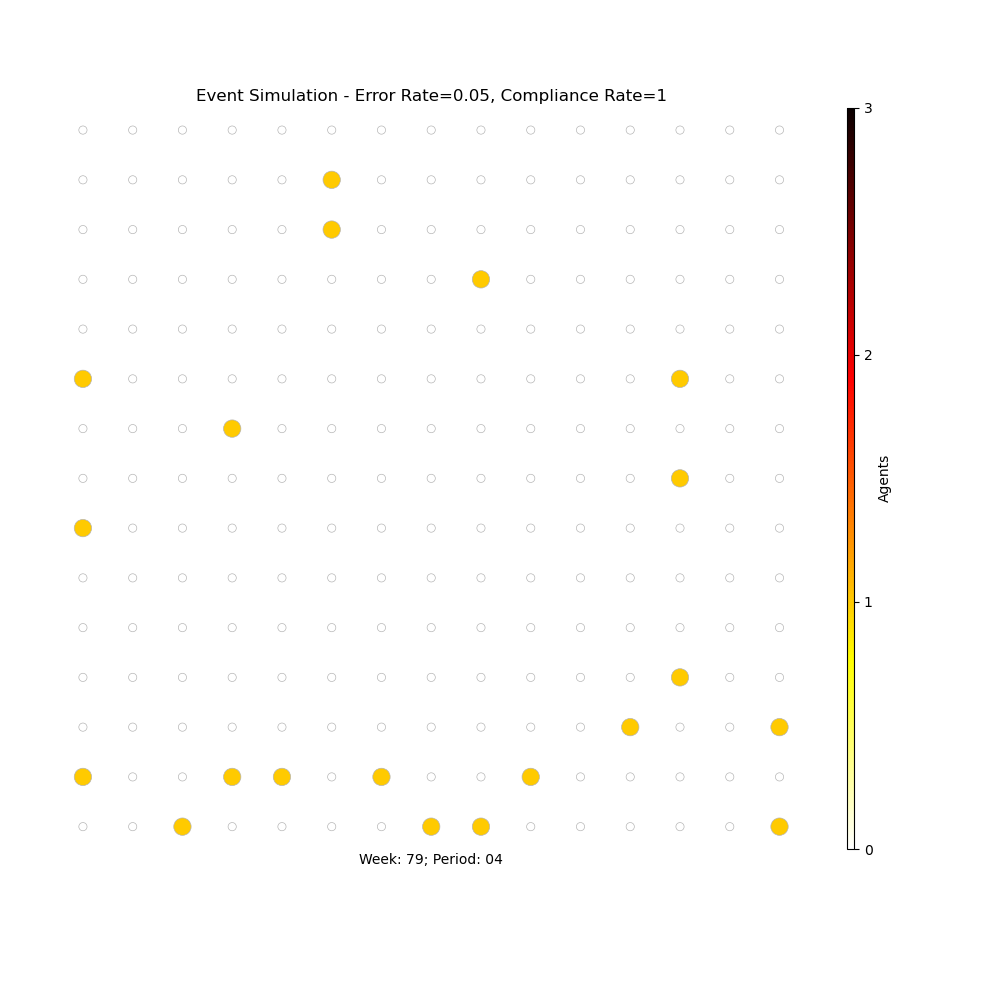 Event Simulation - Error Rate=0.05, Compliance Rate=1
3
2
Agents
1
0
Week: 79; Period: 04